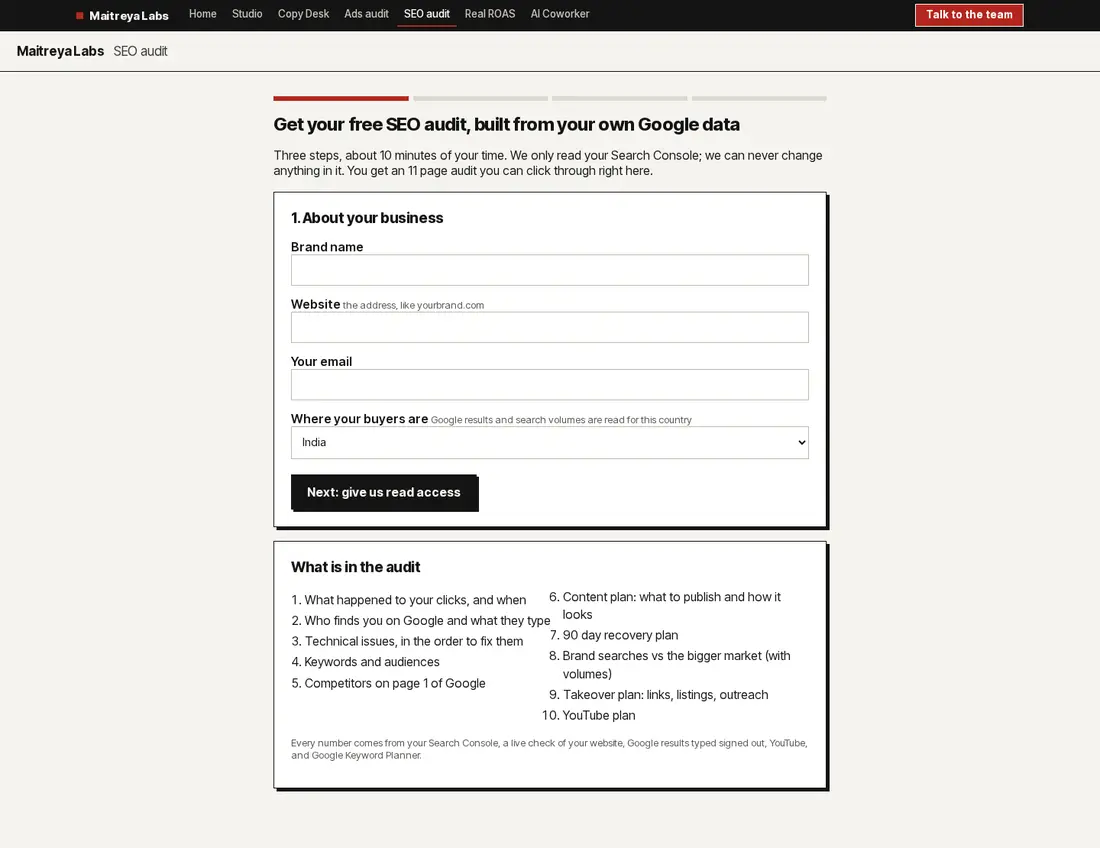 Maitreya Labs
Home
Studio
Copy Desk
Ads audit
SEO audit
Real ROAS
AI Coworker
Talk to the team
Maitreya Labs SEO audit
Get your free SEO audit, built from your own Google data
Three steps, about 10 minutes of your time. We only read your Search Console; we can never change
anything in it. You get an 11 page audit you can click through right here.
1. About your business
Brand name
Website the address, like yourbrand.com
Your email
Where your buyers are Google results and search volumes are read for this country
India
Next: give us read access
What is in the audit
1. What happened to your clicks, and when
2. Who finds you on Google and what they type
3. Technical issues, in the order to fix them
4. Keywords and audiences
5. Competitors on page 1 of Google
6. Content plan: what to publish and how it
looks
7. 90 day recovery plan
8. Brand searches vs the bigger market (with
volumes)
9. Takeover plan: links, listings, outreach
10. YouTube plan
Every number comes from your Search Console, a live check of your website, Google results typed signed out, YouTube,
and Google Keyword Planner.